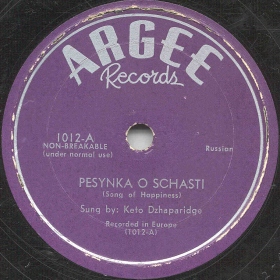 ARGEE
Records
1012-A
NON-BREAKABLE
(under normal use)
Russian
PESYNKA O SCHASTI
(Song of Happiness)
Sung by: Keto Dzhaparidge
Recorded in Europe
(1012-A)